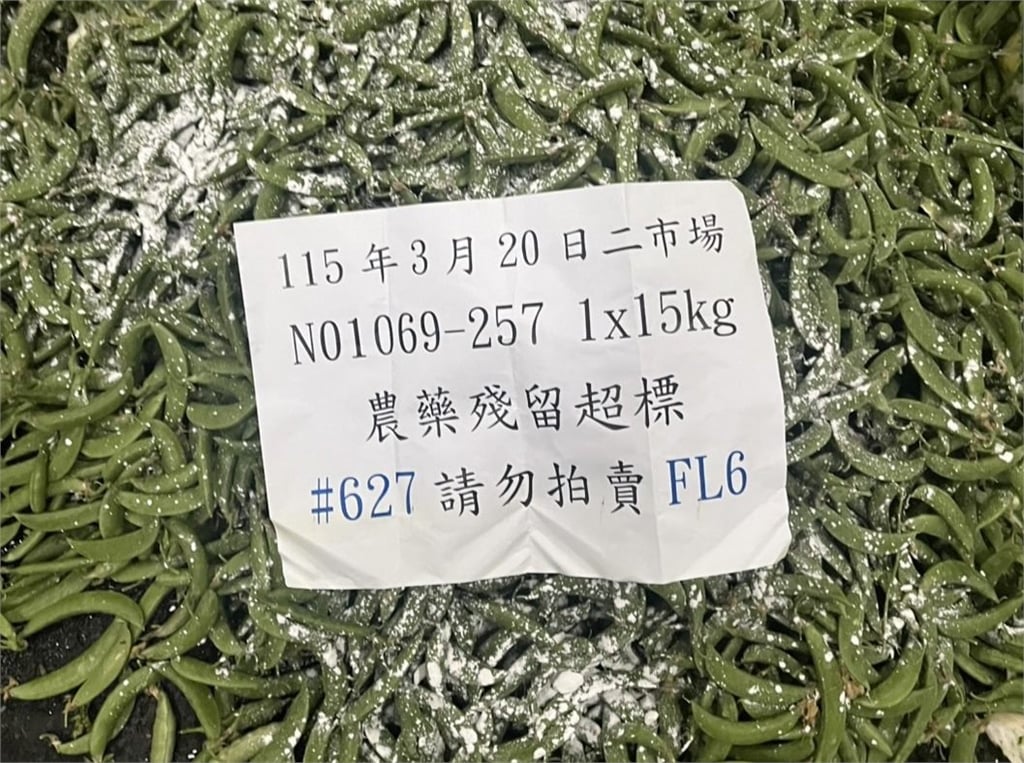 115 年 3 月 20 日 二 市 場
N01069-257 1x15kg
農 藥 殘 留 超 標
#627 請 勿 拍 賣 FL6